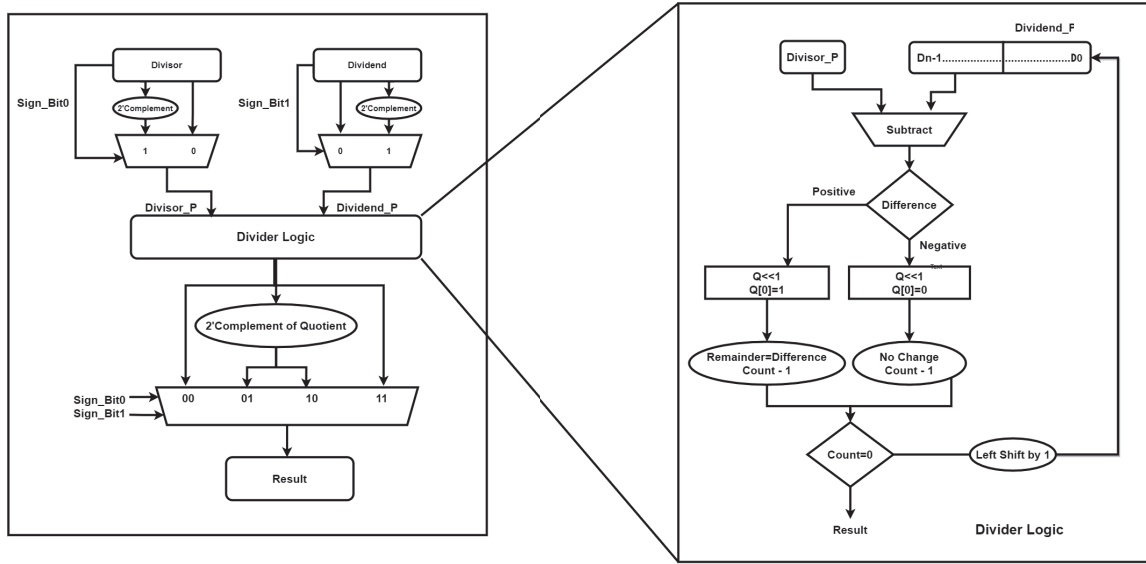 Divisor
Dividend
Sign_Bit0
2'Complement
Sign_Bit1
2'Complement
1 0
0 1
Divisor_P
Dividend_P
Divider Logic
2'Complement of Quotient
Sign_Bit0
Sign_Bit1
00 01 10 11
Result
Dividend_P
Divisor_P
Dn-1..........................................................D0
Subtract
Positive
Difference
Negative
Text
Q<<1
Q[0]=1
Q<<1
Q[0]=0
Remainder=Difference
Count - 1
No Change
Count - 1
Count=0
Left Shift by 1
Result
Divider Logic